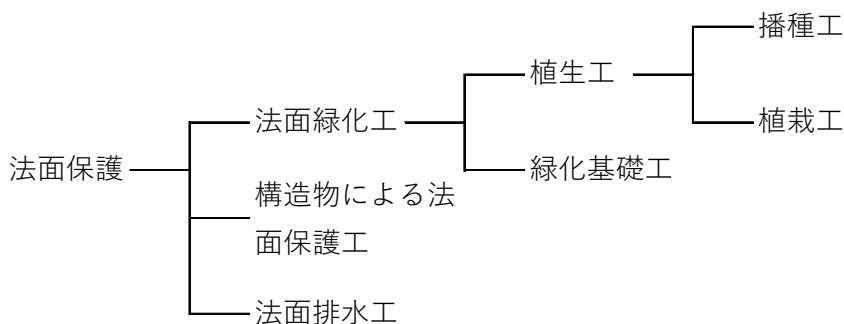 播種工
植生工
法面緑化工
植栽工
法面保護
緑化基礎工
構造物による法
面保護工
法面排水工